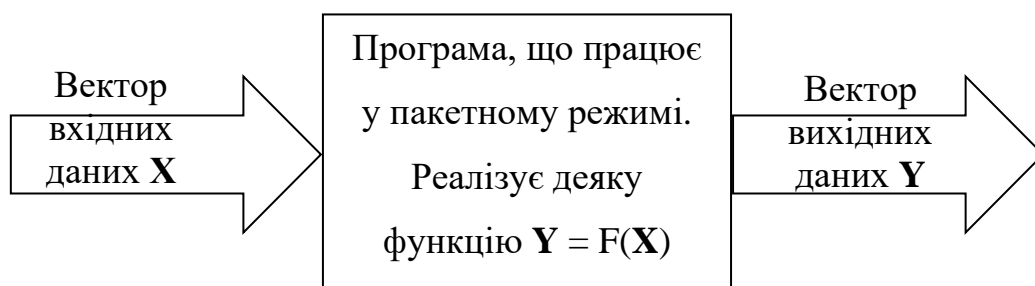 Вектор
вхідних
даних X
Програма, що працює
у пакетному режимі.
Реалізує деяку
функцію Y = F(X)
Вектор
вихідних
даних Y